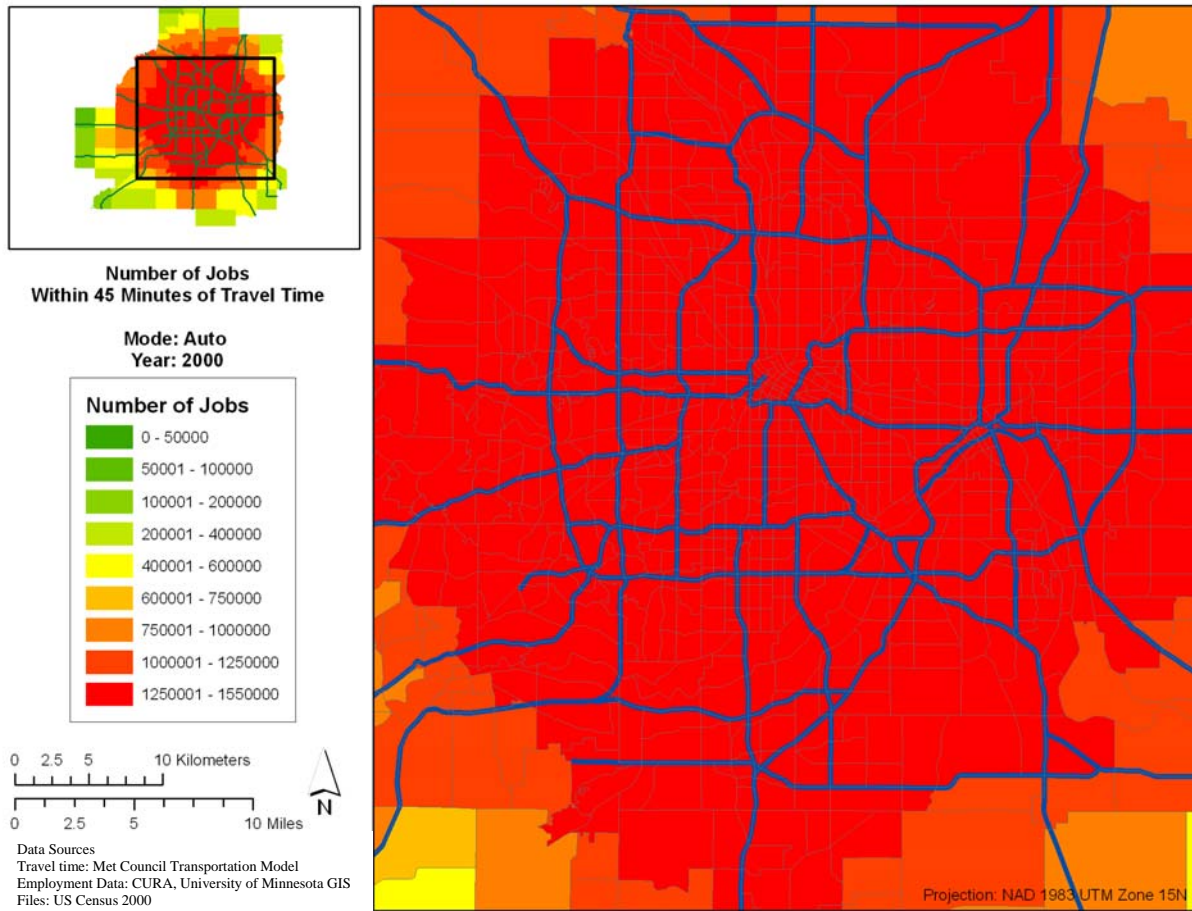 Number of Jobs
Within 45 Minutes of Travel Time
Mode: Auto
Year: 2000
Number of Jobs
0 - 50000
50001 - 100000
100001 - 200000
200001 - 400000
400001 - 600000
600001 - 750000
750001 - 1000000
1000001 - 1250000
1250001 - 1550000
0 2.5 5 10 Kilometers
0 2.5 5 10 Miles
N
Data Sources
Travel time: Met Council Transportation Model
Employment Data: CURA, University of Minnesota GIS
Files: US Census 2000
Projection: NAD 1983 UTM Zone 15N